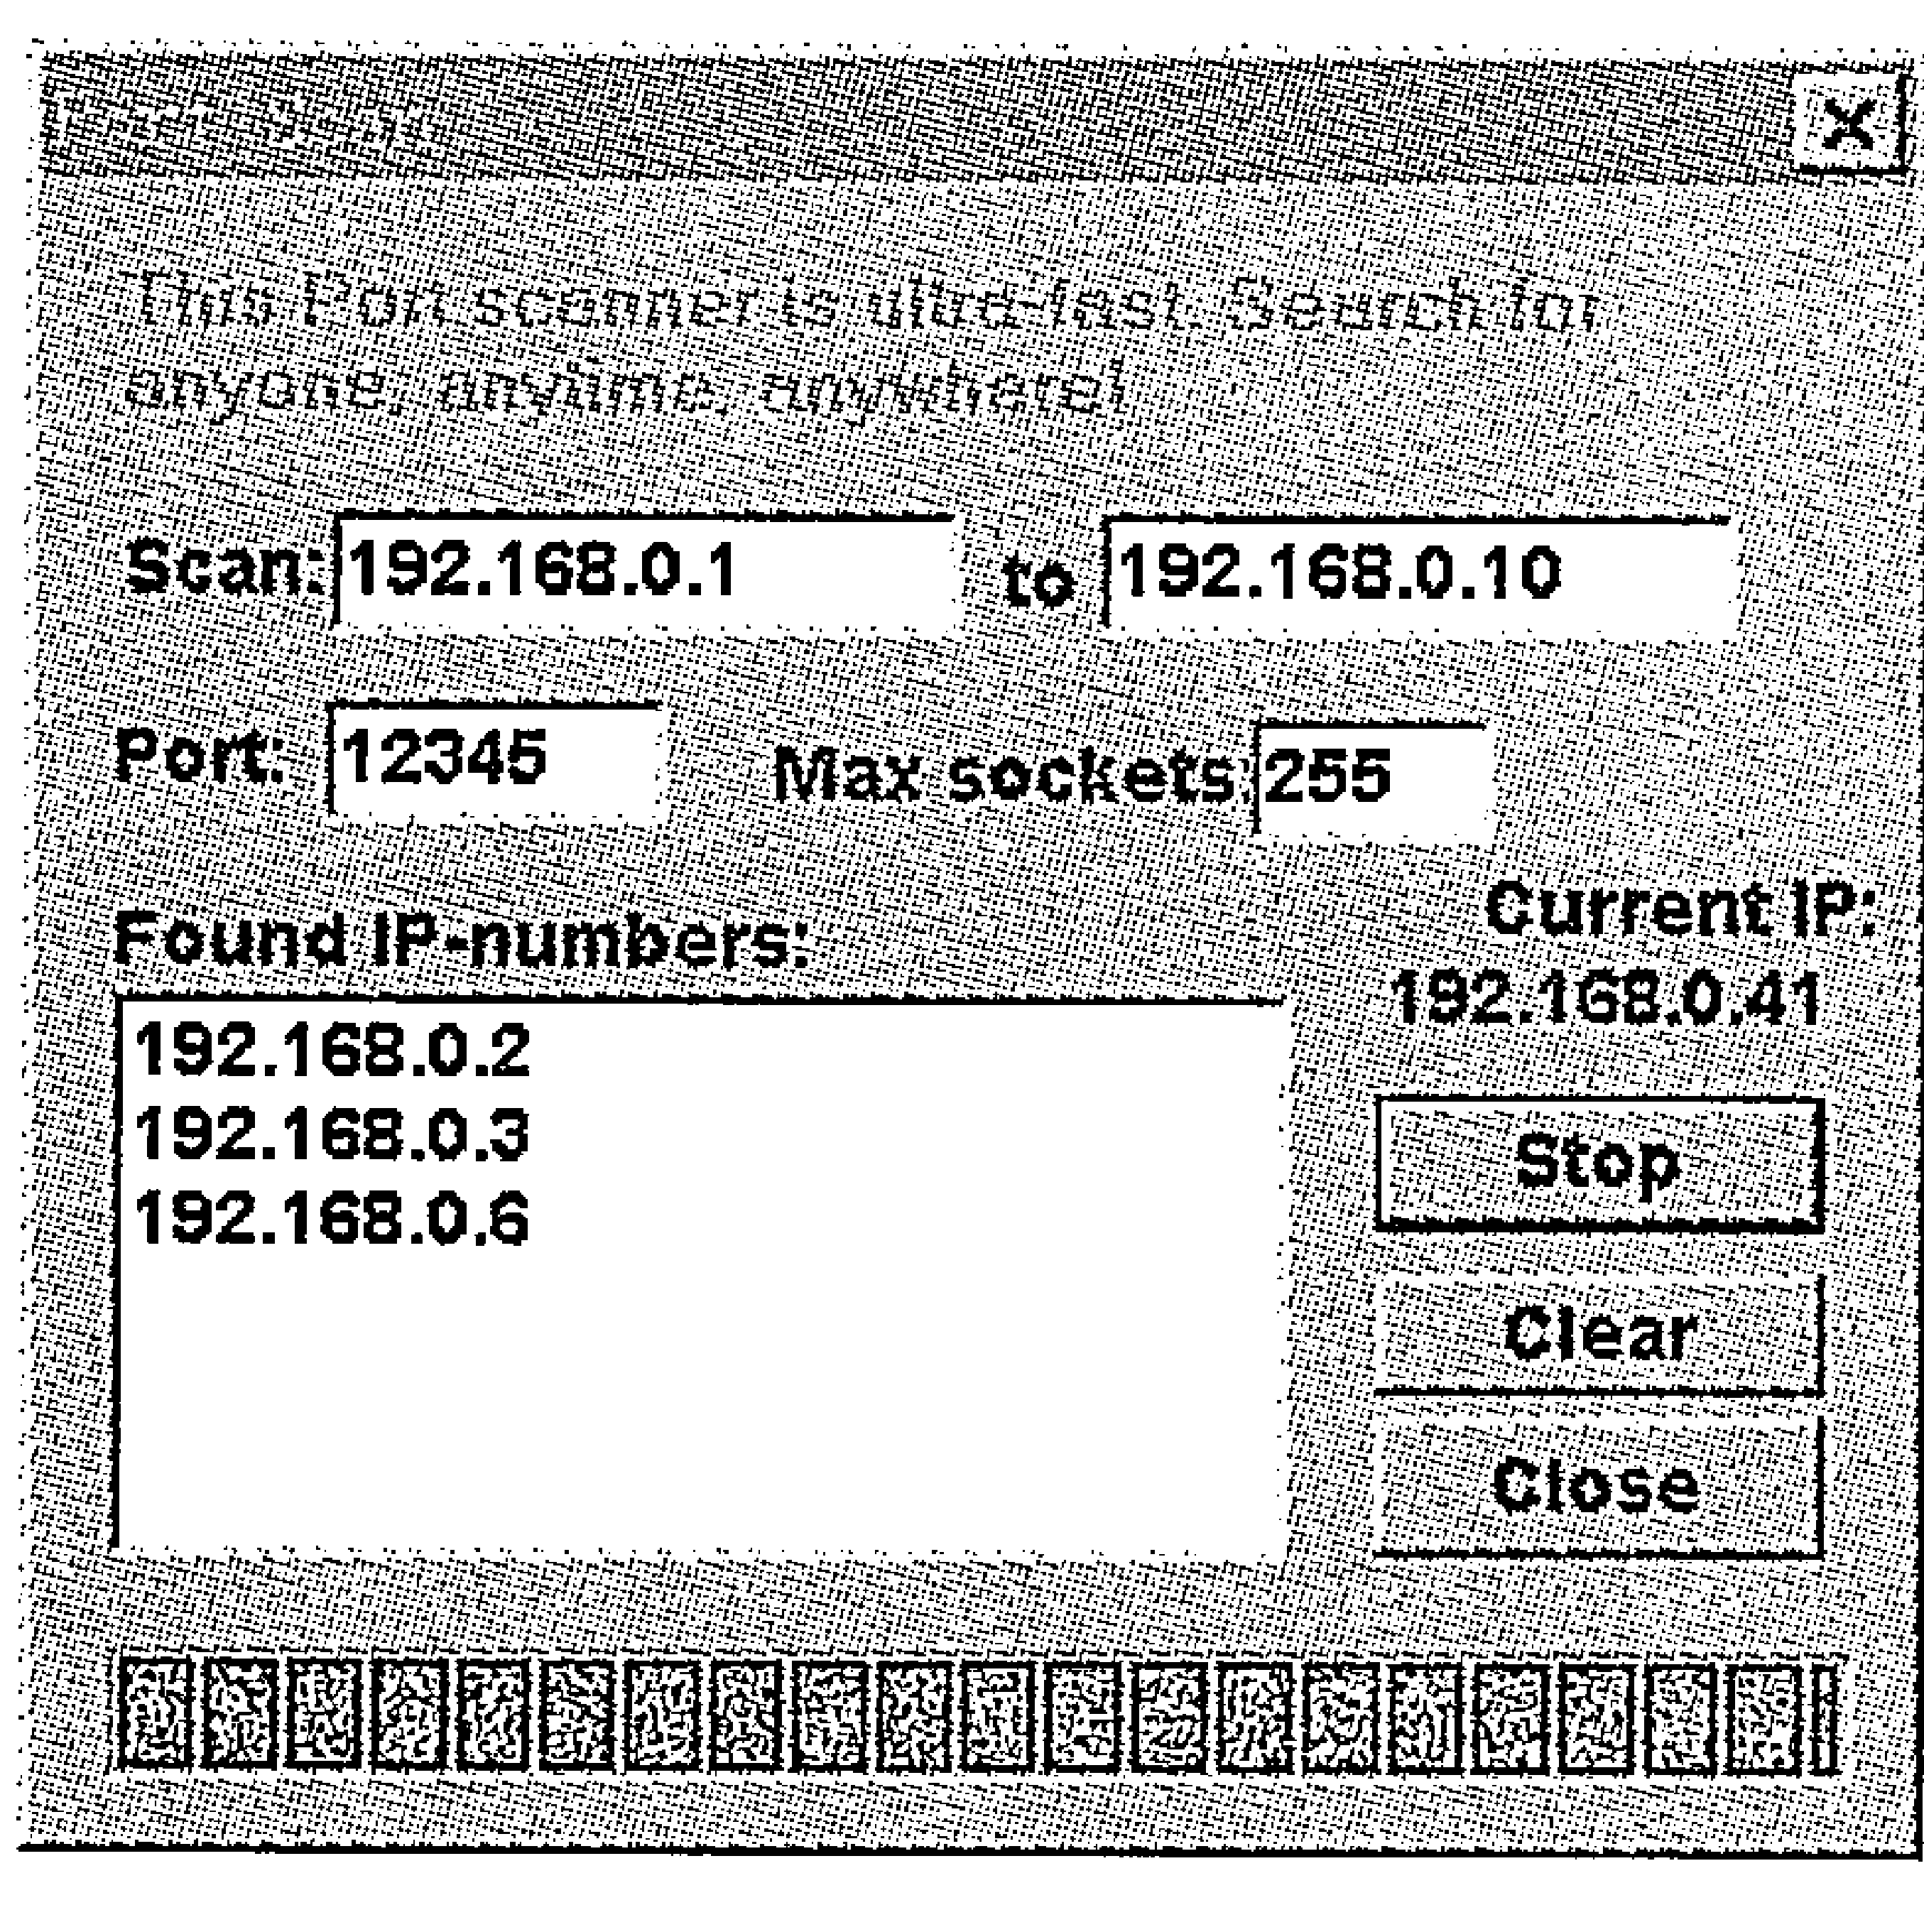 This Port scanner is ultra-fast. Search for
anyone, anytime, anywhere!
Scan: 192.168.0.1 to 192.168.0.10
Port: 12345 Max sockets: 255
Found IP-numbers:
Current IP:
192.168.0.41
192.168.0.2
192.168.0.3
192.168.0.6
Stop
Clear
Close